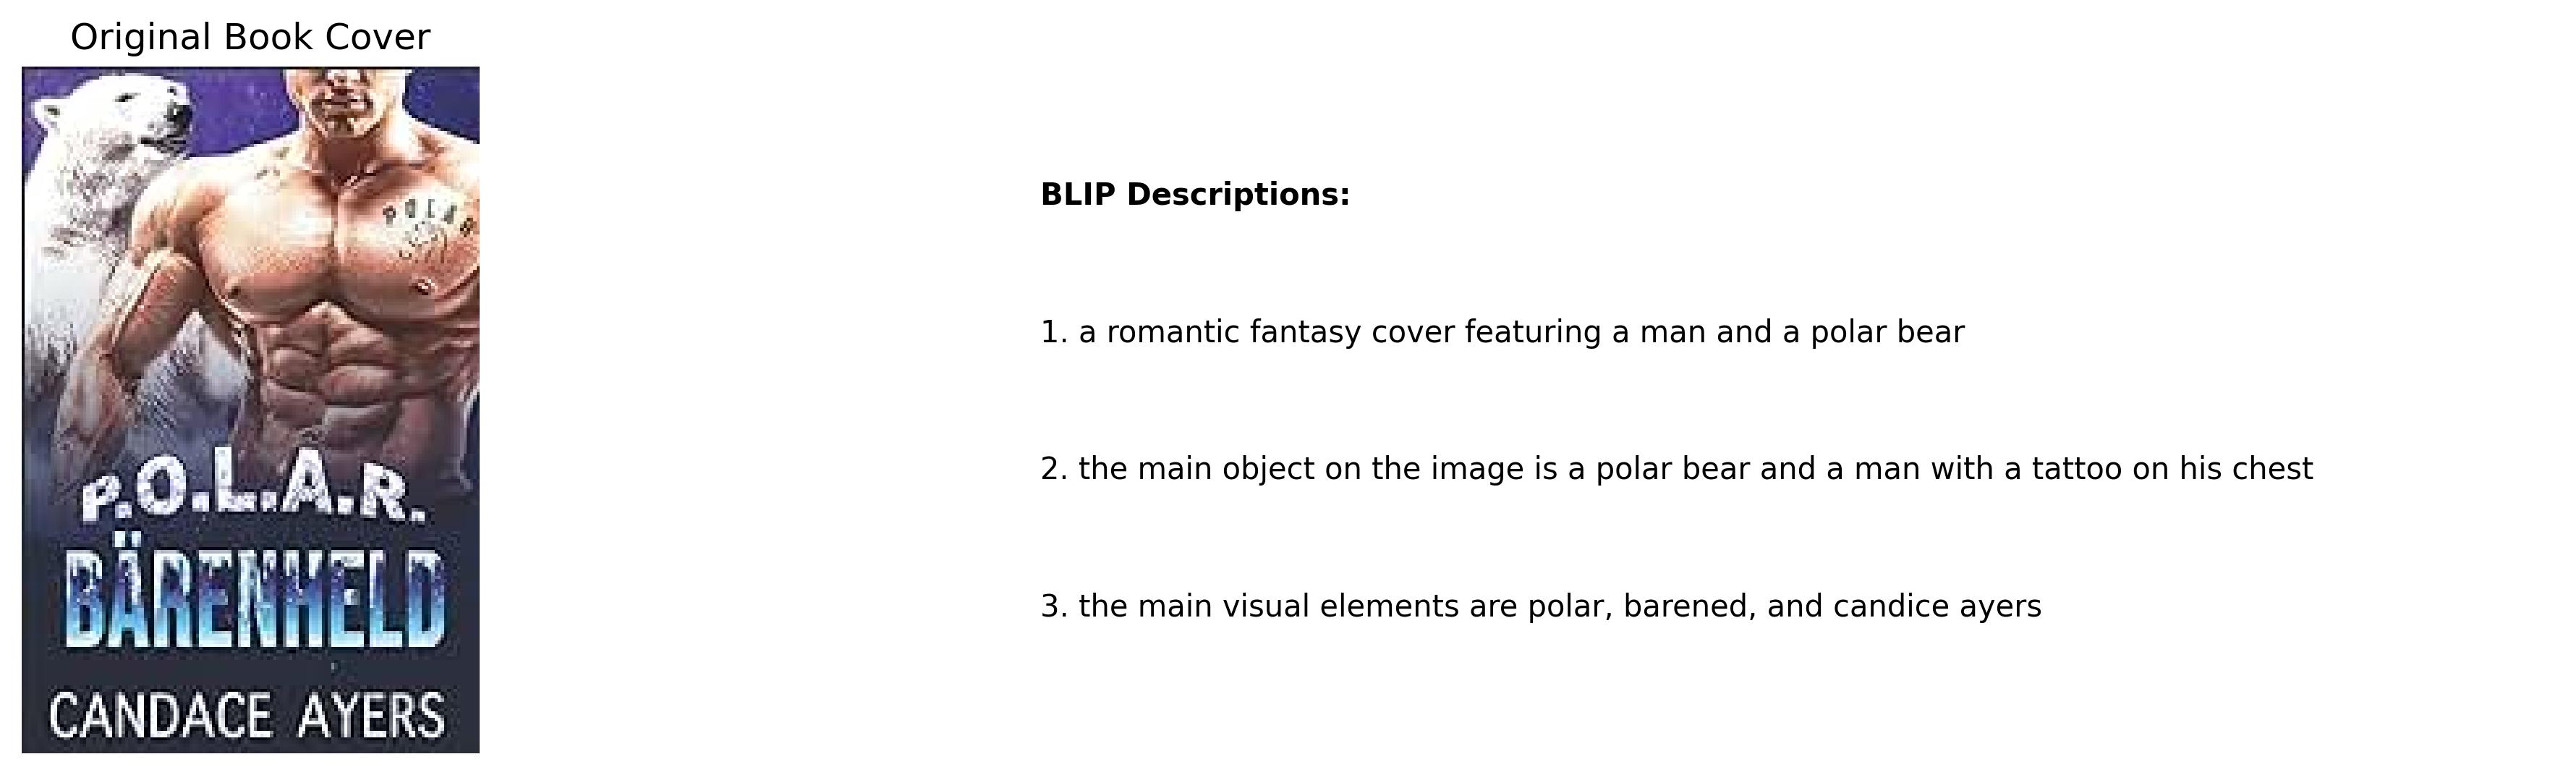 Original Book Cover
POLAR
P.O.L.A.R.
BÄRENHELD
CANDACE AYERS
BLIP Descriptions:
1. a romantic fantasy cover featuring a man and a polar bear
2. the main object on the image is a polar bear and a man with a tattoo on his chest
3. the main visual elements are polar, barened, and candice ayers